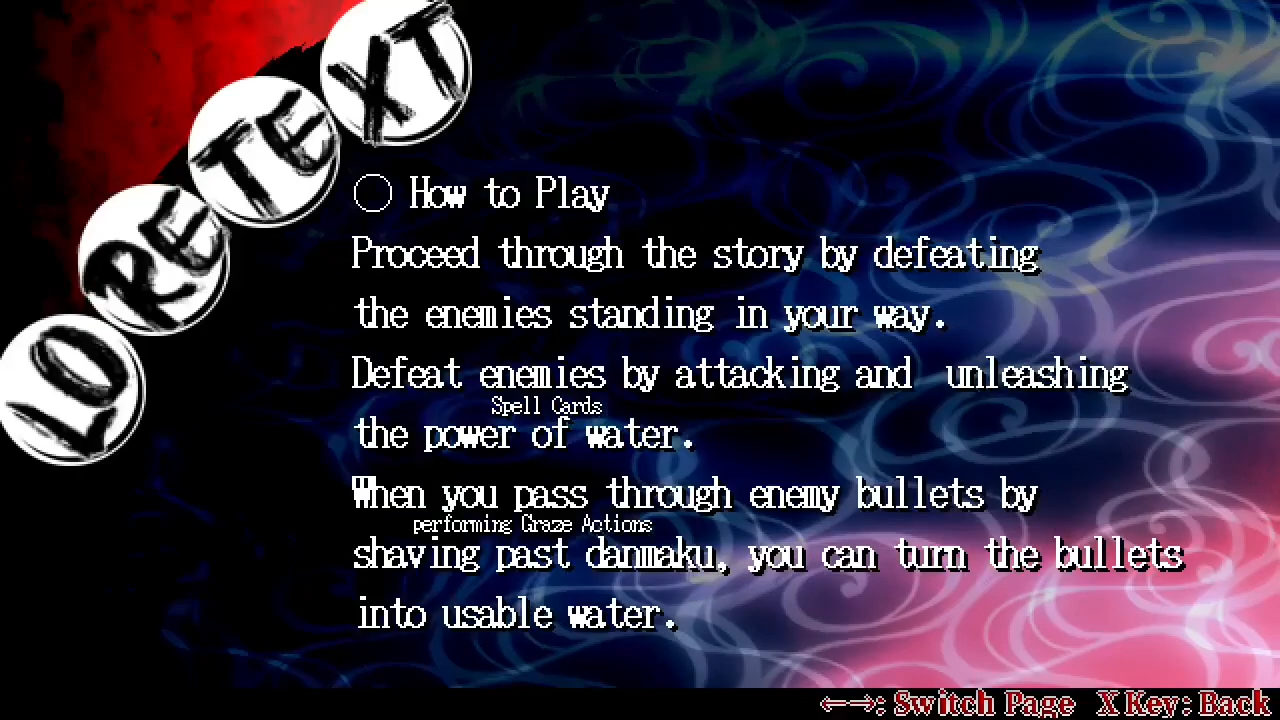 LORETEXT
○ How to Play
Proceed through the story by defeating
the enemies standing in your way.
Defeat enemies by attacking and unleashing
Spell Cards
the power of water.
When you pass through enemy bullets by
performing Graze Actions
shaving past danmaku, you can turn the bullets
into usable water.
←→: Switch Page X Key: Back